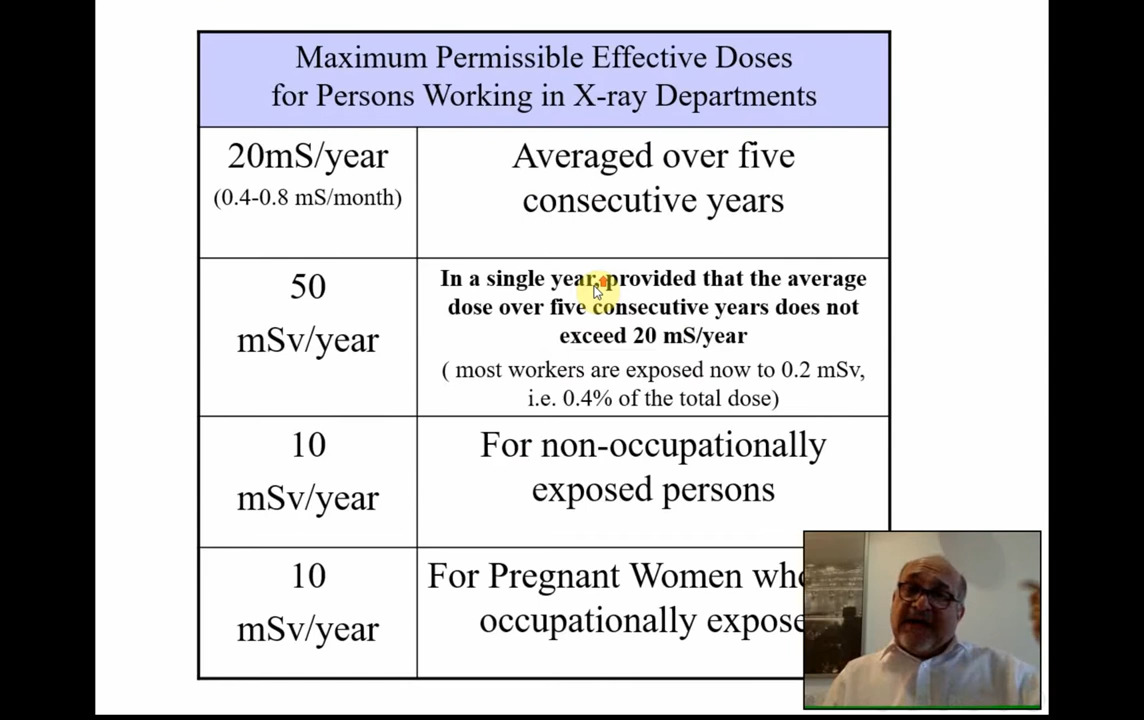 Maximum Permissible Effective Doses
for Persons Working in X-ray Departments
20mS/year
(0.4-0.8 mS/month)
Averaged over five
consecutive years
50
mSv/year
In a single year, provided that the average
dose over five consecutive years does not
exceed 20 mS/year
( most workers are exposed now to 0.2 mSv,
i.e. 0.4% of the total dose)
10
mSv/year
For non-occupationally
exposed persons
10
mSv/year
For Pregnant Women
occupationally